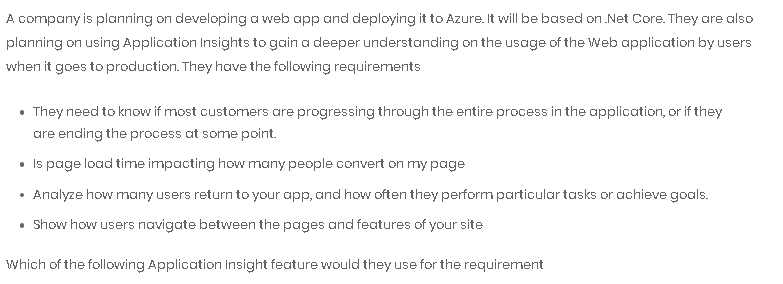 A company is planning on developing a web app and deploying it to Azure. It will be based on .Net Core. They are also
planning on using Application Insights to gain a deeper understanding on the usage of the Web application by users
when it goes to production. They have the following requirements
• They need to know if most customers are progressing through the entire process in the application, or if they
are ending the process at some point.
• Is page load time impacting how many people convert on my page
• Analyze how many users return to your app, and how often they perform particular tasks or achieve goals.
• Show how users navigate between the pages and features of your site
Which of the following Application Insight feature would they use for the requirement